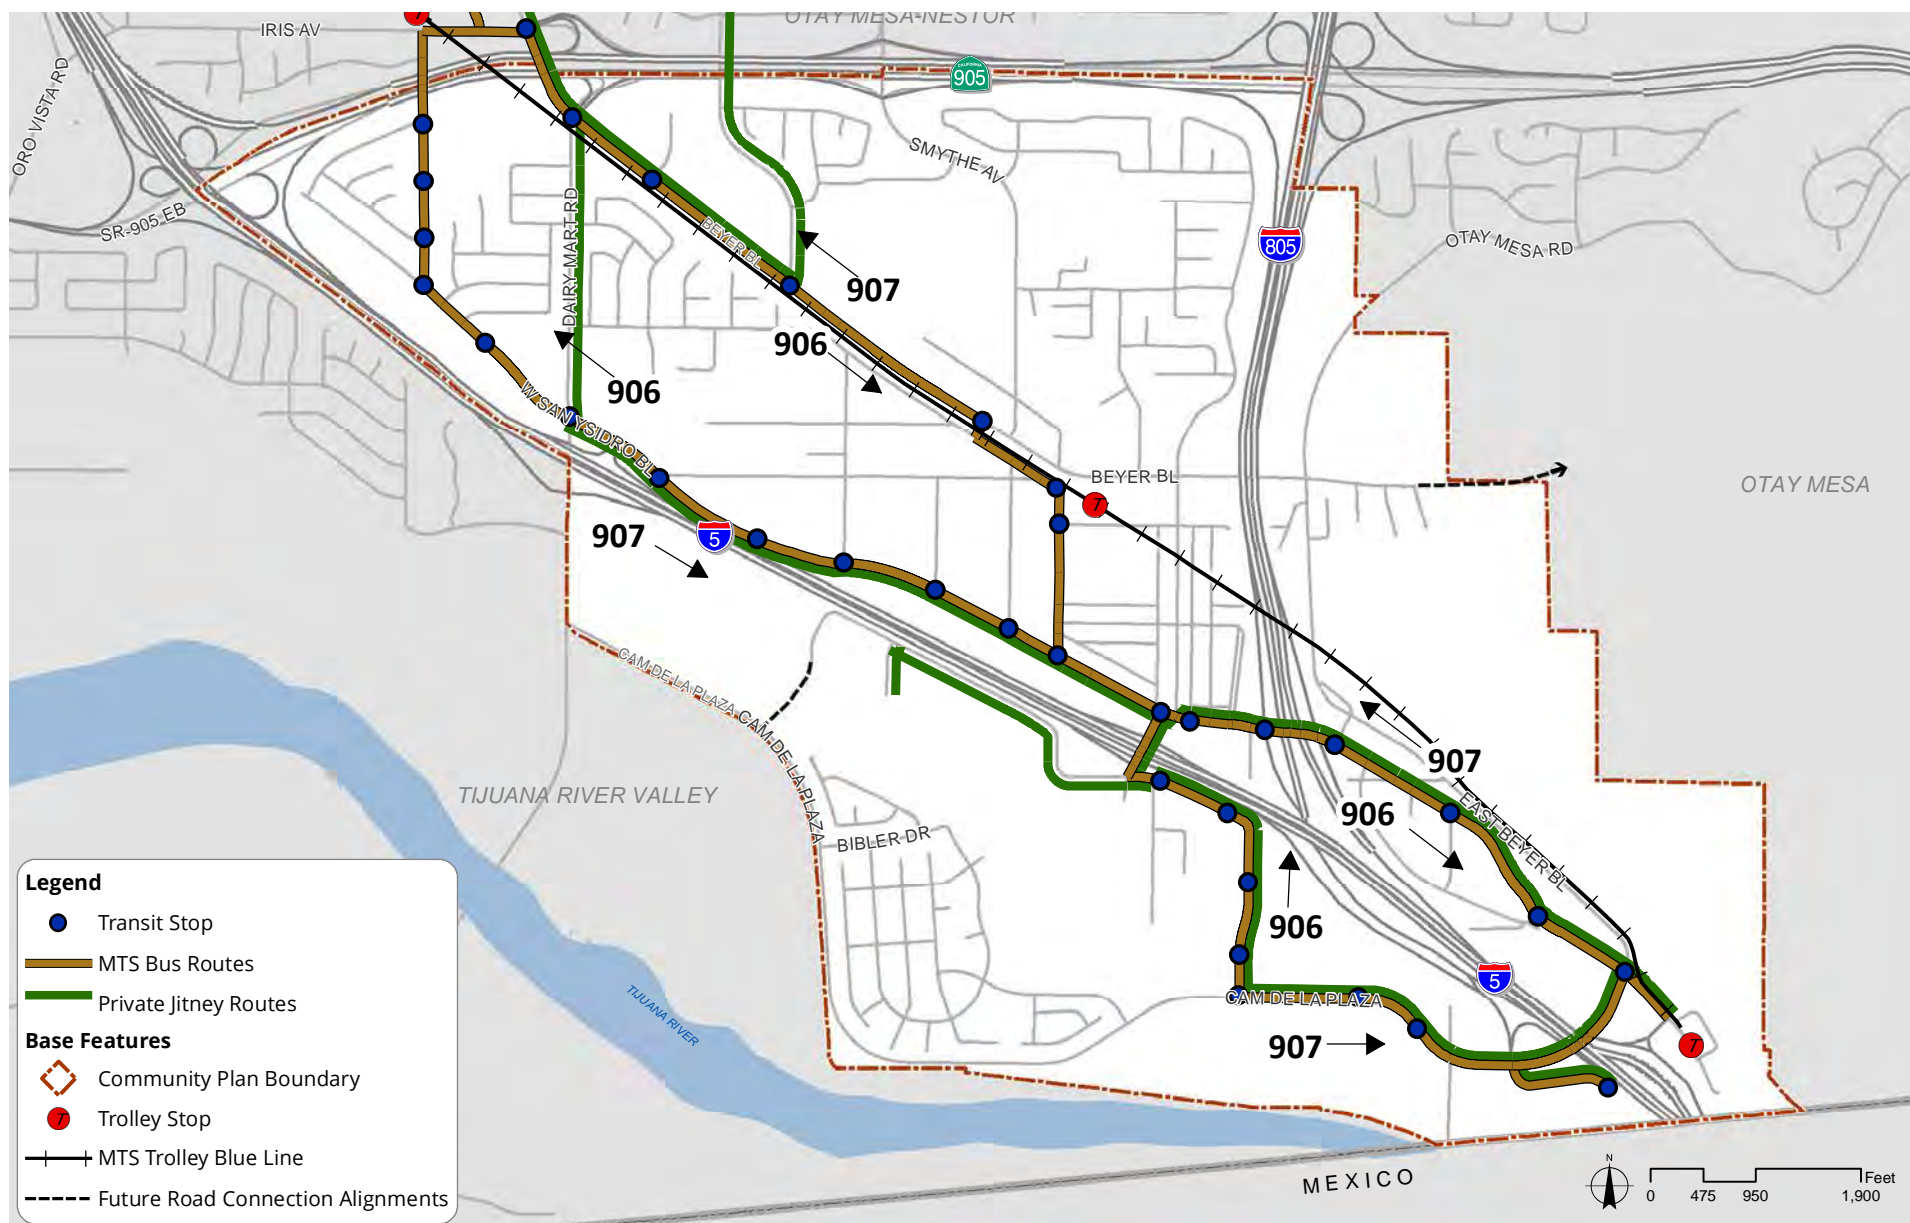 OTAY MESA-NESTOR
IRIS AV
CALIFORNIA
905
ORO VISTA RD
SMYTHE AV
SR-905 EB
DAIRY MART RD
BEYER BL
805
OTAY MESA RD
907
906
906
W SAN YSIDRO BL
BEYER BL
OTAY MESA
907
5
CAM DE LA PLAZA
CAM DE LA PLAZA
907
TIJUANA RIVER VALLEY
906
EAST BEYER BL
BIBLER DR
906
5
CAM DE LA PLAZA
TIJUANA RIVER
907
MEXICO
Legend
Transit Stop
MTS Bus Routes
Private Jitney Routes
Base Features
Community Plan Boundary
T
Trolley Stop
MTS Trolley Blue Line
Future Road Connection Alignments
N
Feet
0 475 950 1,900